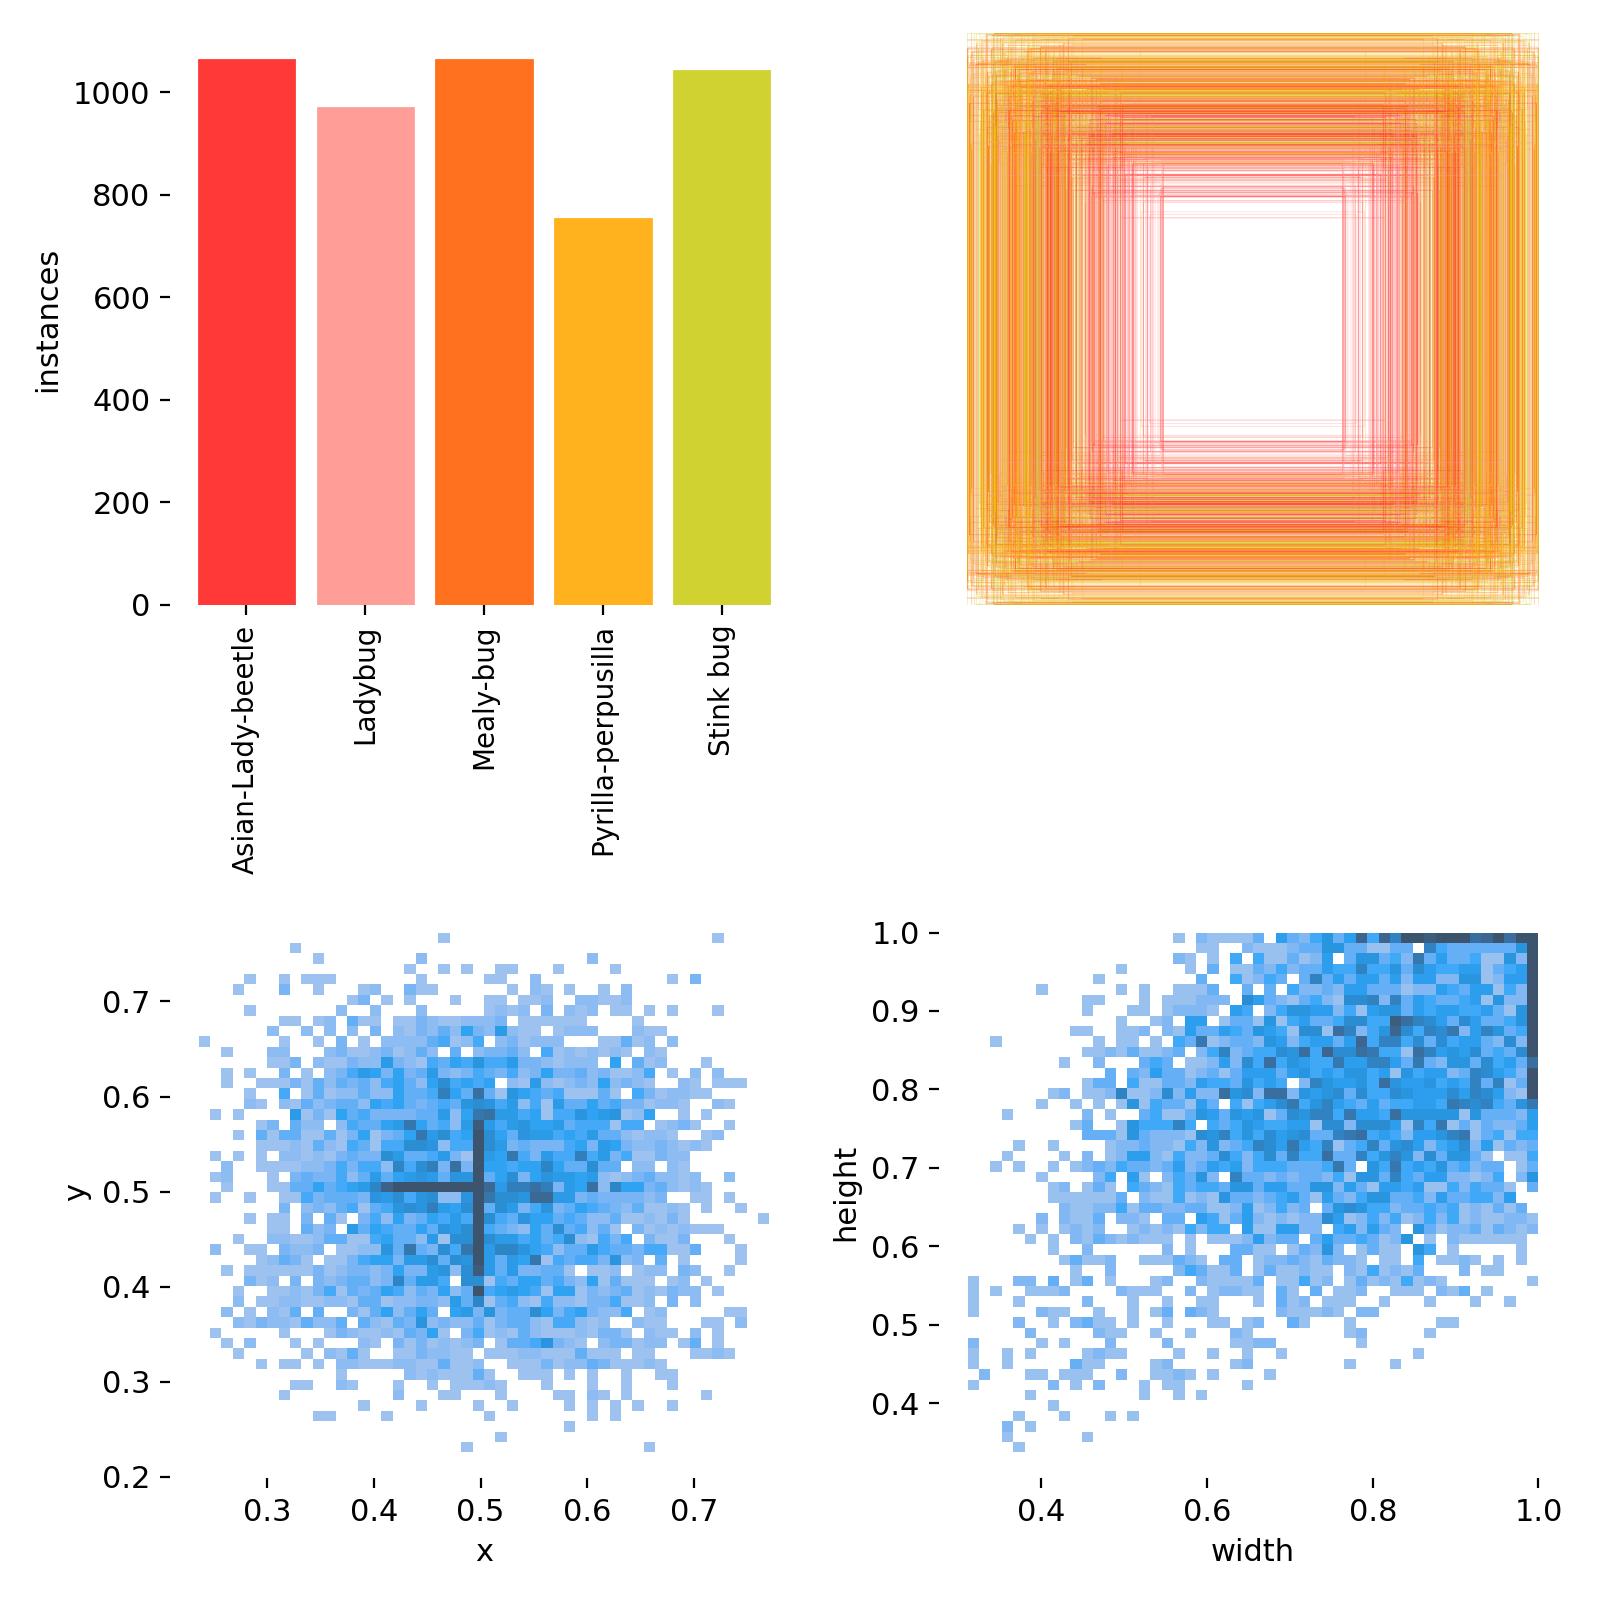 instances
1000
800
600
400
200
0
Asian-Lady-beetle
Ladybug
Mealy-bug
Pyrilla-perpusilla
Stink bug
y
0.7
0.6
0.5
0.4
0.3
0.2
0.3 0.4 0.5 0.6 0.7
x
height
1.0
0.9
0.8
0.7
0.6
0.5
0.4
0.4 0.6 0.8 1.0
width